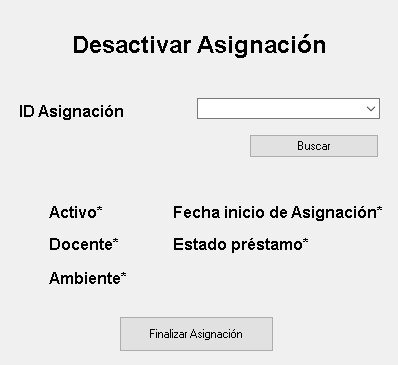 Desactivar Asignación
ID Asignación
Buscar
Activo* Fecha inicio de Asignación*
Docente* Estado préstamo*
Ambiente*
Finalizar Asignación